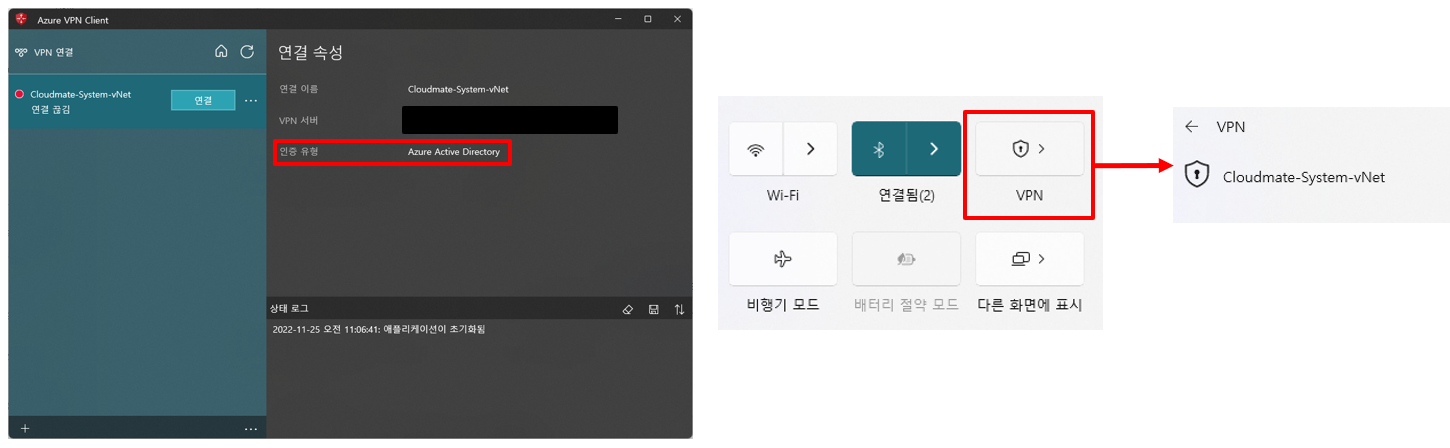 Azure VPN Client
VPN 연결
Cloudmate-System-vNet
연결 끊김
연결
연결 속성
연결 이름 Cloudmate-System-vNet
VPN 서버
인증 유형 Azure Active Directory
상태 로그
2022-11-25 오전 11:06:41: 애플리케이션이 초기화됨
Wi-Fi 연결됨(2) VPN
비행기 모드 배터리 절약 모드 다른 화면에 표시
VPN
Cloudmate-System-vNet